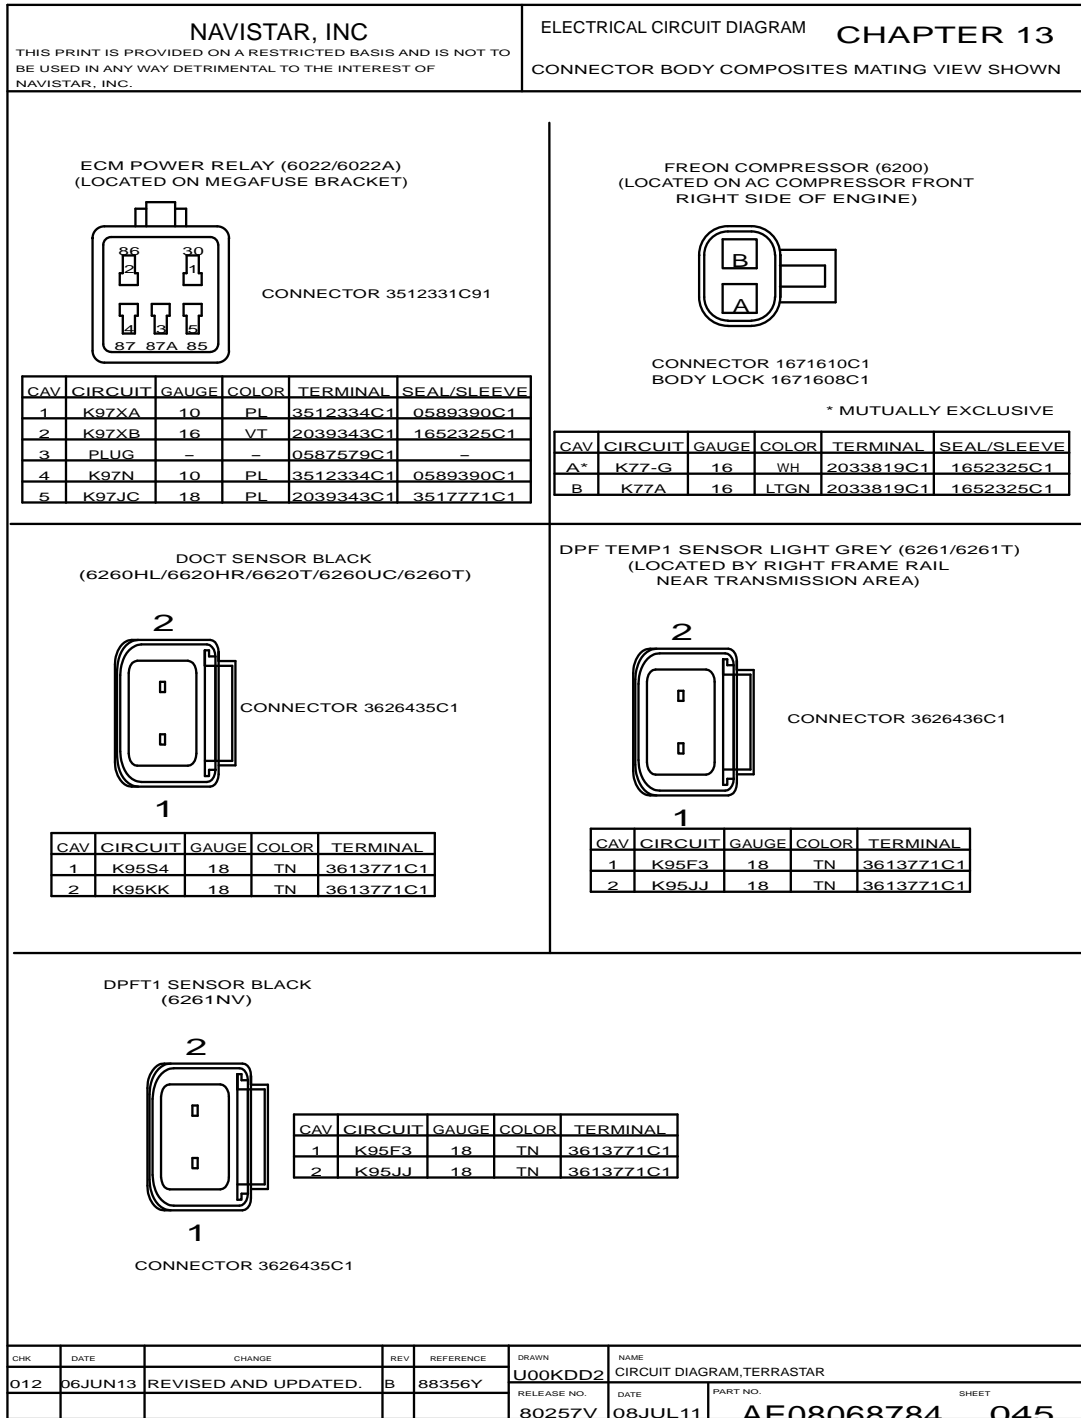 NAVISTAR, INC
THIS PRINT IS PROVIDED ON A RESTRICTED BASIS AND IS NOT TO
BE USED IN ANY WAY DETRIMENTAL TO THE INTEREST OF
NAVISTAR, INC.
ELECTRICAL CIRCUIT DIAGRAM CHAPTER 13
CONNECTOR BODY COMPOSITES MATING VIEW SHOWN
ECM POWER RELAY (6022/6022A)
(LOCATED ON MEGAFUSE BRACKET)
86 30
2 1
4 3 5
87 87A 85
CONNECTOR 3512331C91
CAV CIRCUIT GAUGE COLOR TERMINAL SEAL/SLEEVE
1 K97XA 10 PL 3512334C1 0589390C1
2 K97XB 16 VT 2039343C1 1652325C1
3 PLUG – – 0587579C1 –
4 K97N 10 PL 3512334C1 0589390C1
5 K97JC 18 PL 2039343C1 3517771C1
FREON COMPRESSOR (6200)
(LOCATED ON AC COMPRESSOR FRONT
RIGHT SIDE OF ENGINE)
B
A
CONNECTOR 1671610C1
BODY LOCK 1671608C1
* MUTUALLY EXCLUSIVE
CAV CIRCUIT GAUGE COLOR TERMINAL SEAL/SLEEVE
A* K77-G 16 WH 2033819C1 1652325C1
B K77A 16 LTGN 2033819C1 1652325C1
DOCT SENSOR BLACK
(6260HL/6620HR/6620T/6260UC/6260T)
2
CONNECTOR 3626435C1
1
CAV CIRCUIT GAUGE COLOR TERMINAL
1 K95S4 18 TN 3613771C1
2 K95KK 18 TN 3613771C1
DPF TEMP1 SENSOR LIGHT GREY (6261/6261T)
(LOCATED BY RIGHT FRAME RAIL
NEAR TRANSMISSION AREA)
2
CONNECTOR 3626436C1
1
CAV CIRCUIT GAUGE COLOR TERMINAL
1 K95F3 18 TN 3613771C1
2 K95JJ 18 TN 3613771C1
DPFT1 SENSOR BLACK
(6261NV)
2
CAV CIRCUIT GAUGE COLOR TERMINAL
1 K95F3 18 TN 3613771C1
2 K95JJ 18 TN 3613771C1
1
CONNECTOR 3626435C1
CHK DATE CHANGE REV REFERENCE
012 06JUN13 REVISED AND UPDATED. B 88356Y
DRAWN NAME
U00KDD2 CIRCUIT DIAGRAM,TERRASTAR
RELEASE NO. DATE PART NO. SHEET
80257V 08JUL11 AE08068784 045